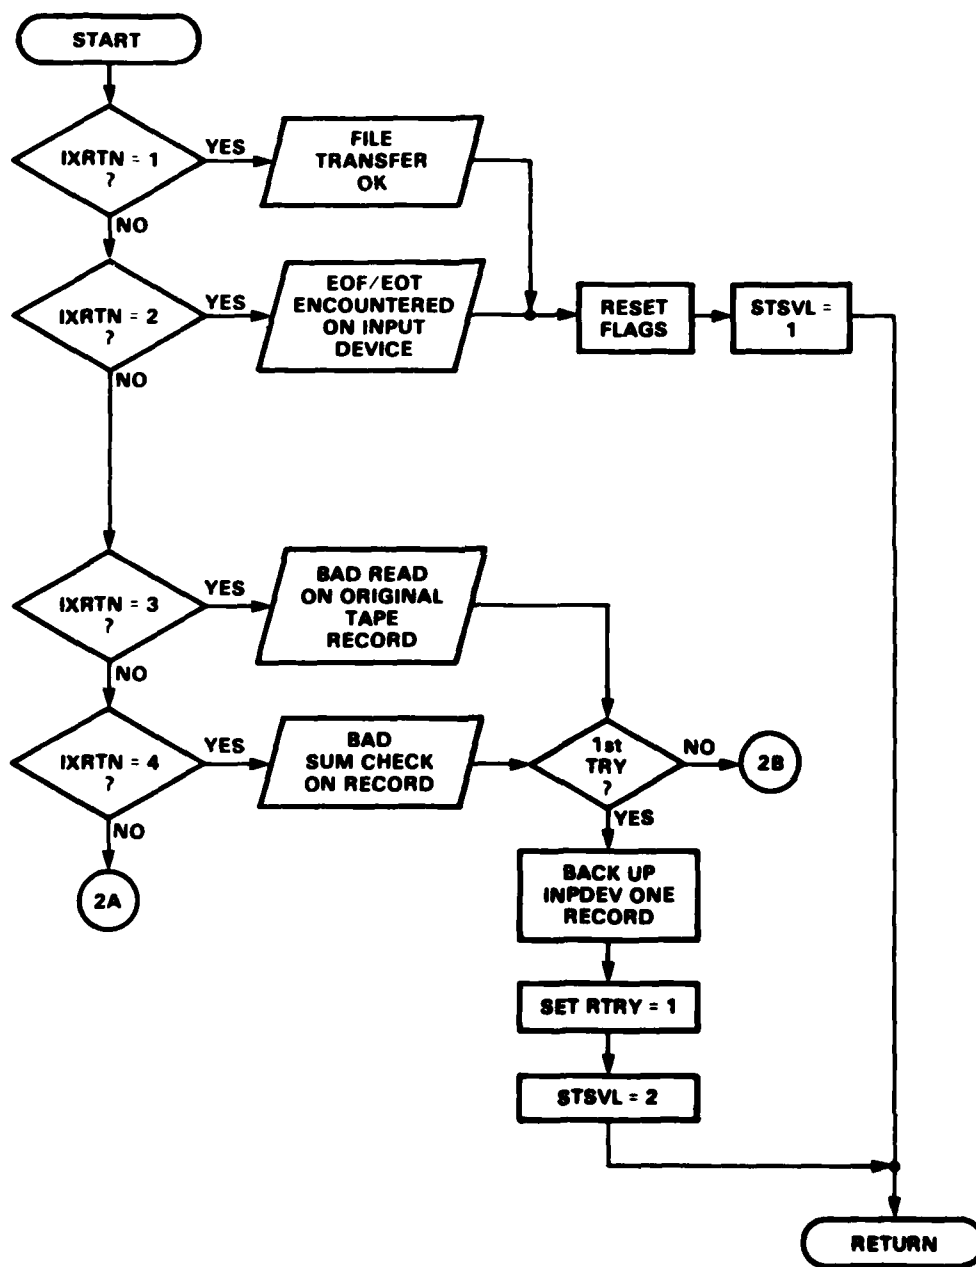 START
IXRTN = 1
?
YES
NO
FILE
TRANSFER
OK
IXRTN = 2
?
YES
NO
EOF/EOT
ENCOUNTERED
ON INPUT
DEVICE
RESET
FLAGS
STSVL =
1
IXRTN = 3
?
YES
NO
BAD READ
ON ORIGINAL
TAPE
RECORD
IXRTN = 4
?
YES
NO
BAD
SUM CHECK
ON RECORD
1st
TRY
?
NO
2B
YES
2A
BACK UP
INPDEV ONE
RECORD
SET RTRY = 1
STSVL = 2
RETURN